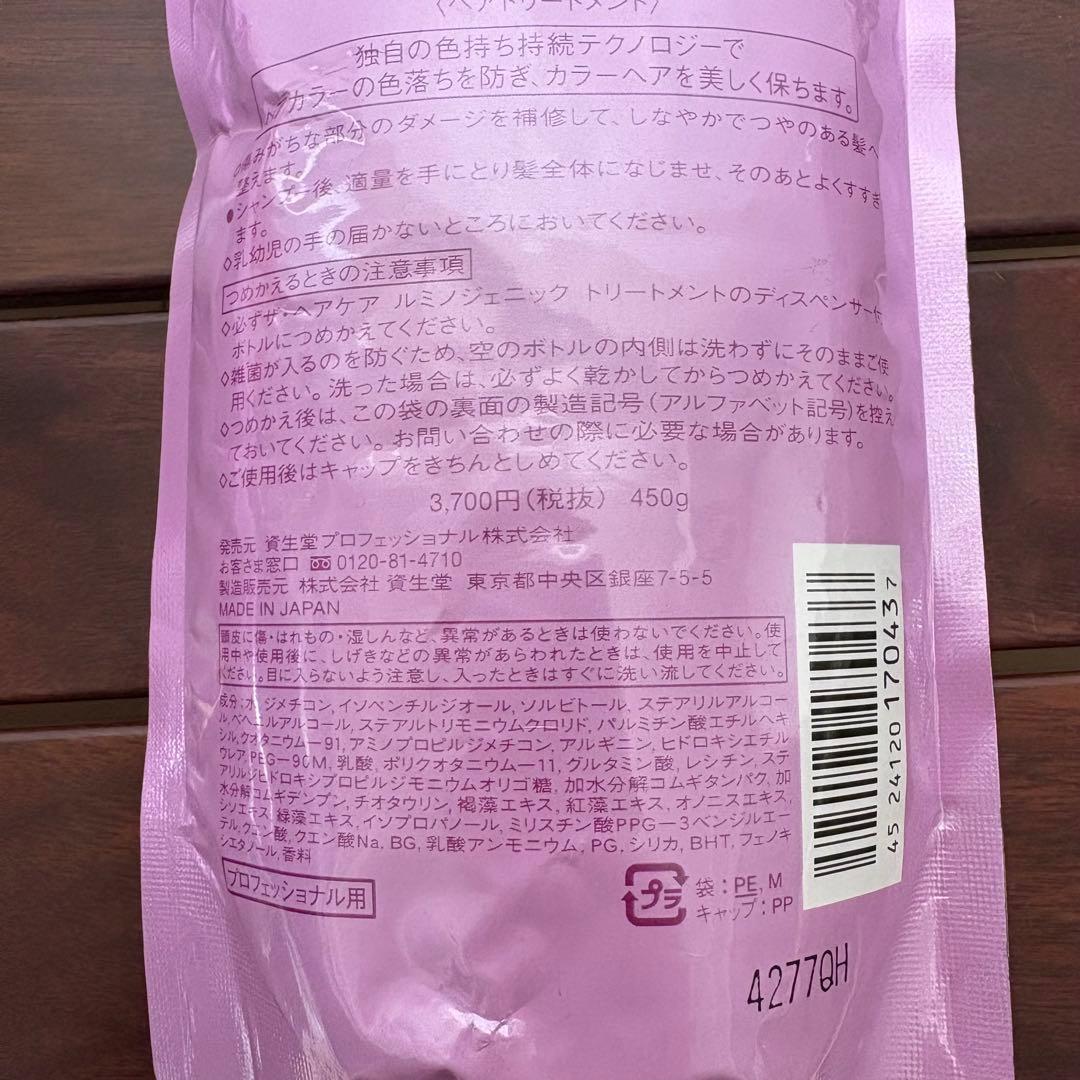 〈ヘアトリートメント〉
独自の色持ち持続テクノロジーで
カラーの色落ちを防ぎ、カラーヘアを美しく保ちます。
傷みがちな部分のダメージを補修して、しなやかでつやのある髪へ
整えます。
●シャンプー後、適量を手にとり髪全体になじませ、そのあとよくすすぎ
ます。
◇乳幼児の手の届かないところにおいてください。
つめかえるときの注意事項
◇必ずザ・ヘアケア ルミノジェニック トリートメントのディスペンサー付
ボトルにつめかえてください。
◇雑菌が入るのを防ぐため、空のボトルの内側は洗わずにそのままご使
用ください。洗った場合は、必ずよく乾かしてからつめかえてください。
◇つめかえ後は、この袋の裏面の製造記号(アルファベット記号)を控え
ておいてください。お問い合わせの際に必要な場合があります。
◇ご使用後はキャップをきちんとしめてください。
3,700円(税抜) 450g
発売元 資生堂プロフェッショナル株式会社
お客さま窓口 0120-81-4710
製造販売元 株式会社 資生堂 東京都中央区銀座7-5-5
MADE IN JAPAN
頭皮に傷・はれもの・湿しんなど、異常があるときは使わないでください。使
用中や使用後に、しげきなどの異常があらわれたときは、使用を中止して
ください。目に入らないよう注意し、入ったときはすぐに洗い流してください。
成分:水,ジメチコン,イソペンチルジオール,ソルビトール,ステアリルアルコー
ル,ベヘニルアルコール,ステアルトリモニウムクロリド,パルミチン酸エチルヘキ
シル,クオタニウム-91,アミノプロピルジメチコン,アルギニン,ヒドロキシエチル
ウレア,PEG-90M,乳酸,ポリクオタニウム-11,グルタミン酸,レシチン,ステ
アリルジヒドロキシプロピルジモニウムオリゴ糖,加水分解コムギタンパク,加
水分解コムギデンプン,チオタウリン,褐藻エキス,紅藻エキス,オノニスエキス,
シソエキス,緑藻エキス,イソプロパノール,ミリスチン酸PPG-3ベンジルエー
テル,クエン酸,クエン酸Na,BG,乳酸アンモニウム,PG,シリカ,BHT,フェノキ
シエタノール,香料
プロフェッショナル用
プラ
袋:PE,M
キャップ:PP
4 524120 170437
4277QH